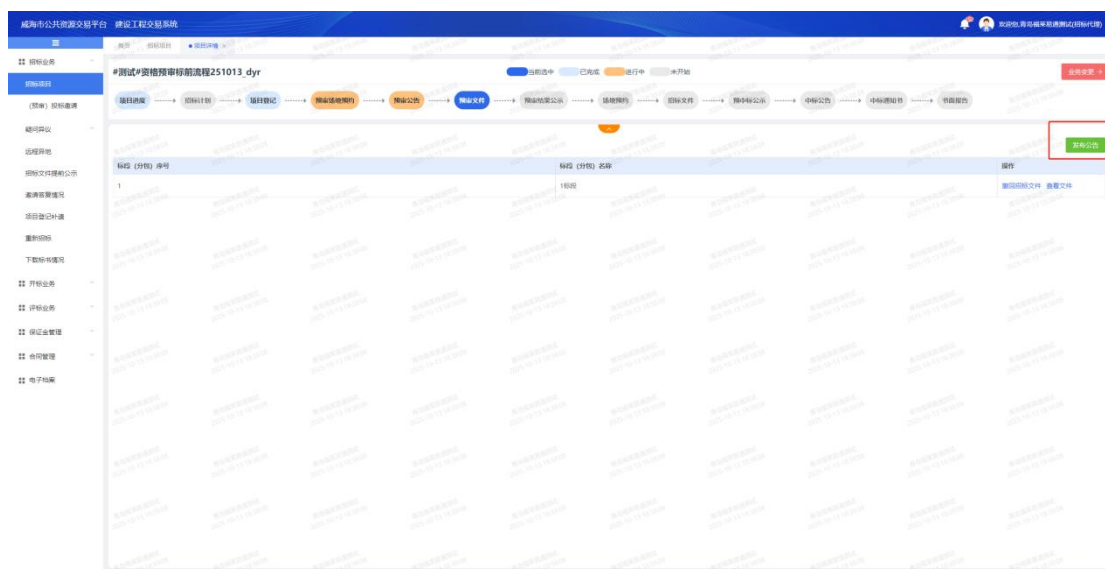 威海市公共资源交易平台 建设工程交易系统
欢迎您,青岛福莱易通测试(招标代理)
首页 招标项目 ●项目详情 ×
招标业务
招标项目
(预审) 投标邀请
疑问异议
远程异地
招标文件提前公示
邀请答复情况
项目登记补遗
重新招标
下载标书情况
开标业务
评标业务
保证金管理
合同管理
电子档案
#测试#资格预审标前流程251013_dyr
当前选中 已完成 进行中 未开始
业务变更
项目进度 招标计划 项目登记 预审场地预约 预审公告 预审文件 预审结果公示 场地预约 招标文件 预中标公示 中标公告 中标通知书 书面报告
发布公告
标段 (分包) 序号 标段 (分包) 名称 操作
1 1标段 撤回招标文件 查看文件